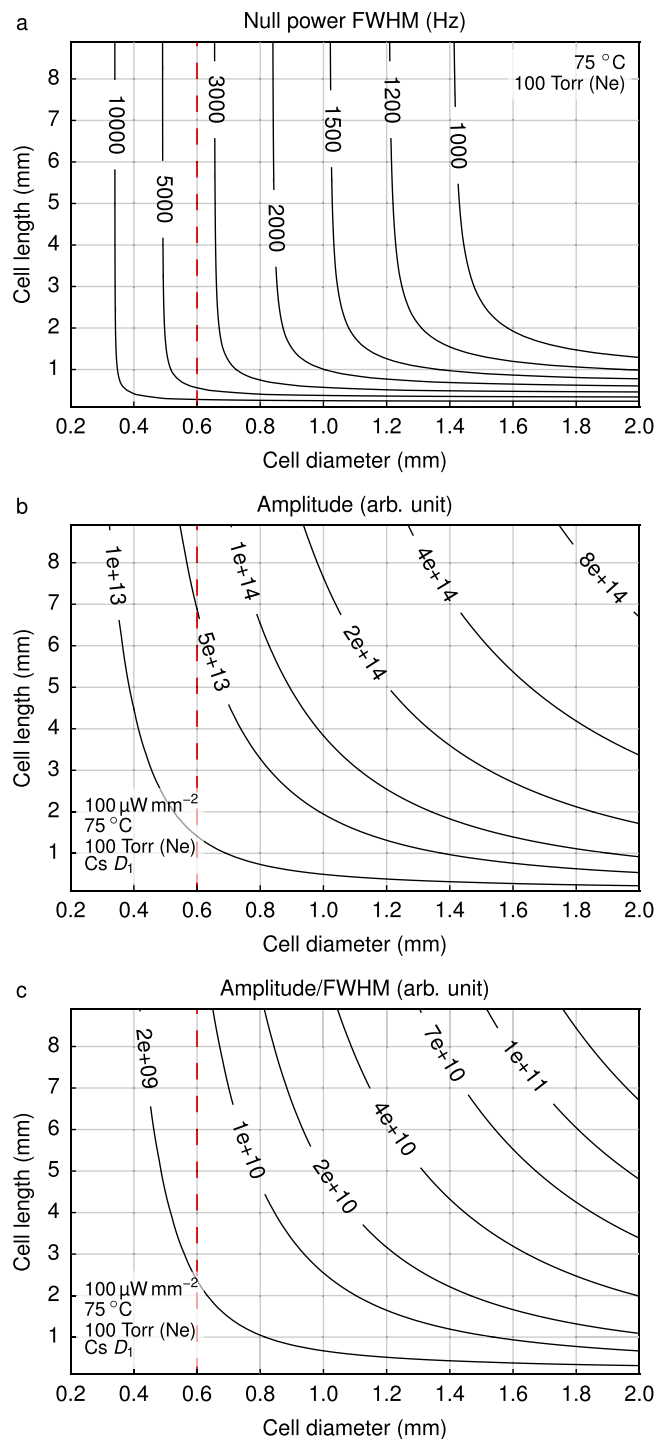 a
Null power FWHM (Hz)
75 °C
100 Torr (Ne)
10000
5000
3000
2000
1500
1200
1000
Cell length (mm)
8
7
6
5
4
3
2
1
0.2 0.4 0.6 0.8 1.0 1.2 1.4 1.6 1.8 2.0
Cell diameter (mm)
b
Amplitude (arb. unit)
1e+13
5e+13
1e+14
2e+14
4e+14
8e+14
Cell length (mm)
8
7
6
5
4
3
2
1
100 µW mm⁻²
75 °C
100 Torr (Ne)
Cs D₁
0.2 0.4 0.6 0.8 1.0 1.2 1.4 1.6 1.8 2.0
Cell diameter (mm)
c
Amplitude/FWHM (arb. unit)
2e+09
1e+10
2e+10
4e+10
7e+10
1e+11
Cell length (mm)
8
7
6
5
4
3
2
1
100 µW mm⁻²
75 °C
100 Torr (Ne)
Cs D₁
0.2 0.4 0.6 0.8 1.0 1.2 1.4 1.6 1.8 2.0
Cell diameter (mm)